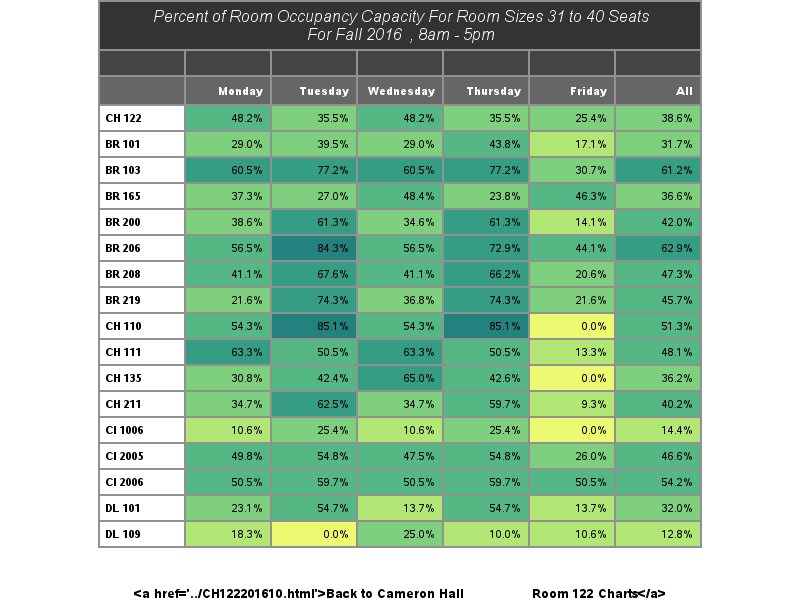 Percent of Room Occupancy Capacity For Room Sizes 31 to 40 Seats
For Fall 2016 , 8am - 5pm
Monday Tuesday Wednesday Thursday Friday All
CH 122 48.2% 35.5% 48.2% 35.5% 25.4% 38.6%
BR 101 29.0% 39.5% 29.0% 43.8% 17.1% 31.7%
BR 103 60.5% 77.2% 60.5% 77.2% 30.7% 61.2%
BR 165 37.3% 27.0% 48.4% 23.8% 46.3% 36.6%
BR 200 38.6% 61.3% 34.6% 61.3% 14.1% 42.0%
BR 206 56.5% 84.3% 56.5% 72.9% 44.1% 62.9%
BR 208 41.1% 67.6% 41.1% 66.2% 20.6% 47.3%
BR 219 21.6% 74.3% 36.8% 74.3% 21.6% 45.7%
CH 110 54.3% 85.1% 54.3% 85.1% 0.0% 51.3%
CH 111 63.3% 50.5% 63.3% 50.5% 13.3% 48.1%
CH 135 30.8% 42.4% 65.0% 42.6% 0.0% 36.2%
CH 211 34.7% 62.5% 34.7% 59.7% 9.3% 40.2%
CI 1006 10.6% 25.4% 10.6% 25.4% 0.0% 14.4%
CI 2005 49.8% 54.8% 47.5% 54.8% 26.0% 46.6%
CI 2006 50.5% 59.7% 50.5% 59.7% 50.5% 54.2%
DL 101 23.1% 54.7% 13.7% 54.7% 13.7% 32.0%
DL 109 18.3% 0.0% 25.0% 10.0% 10.6% 12.8%
<a href='../CH122201610.html'>Back to Cameron Hall Room 122 Charts</a>